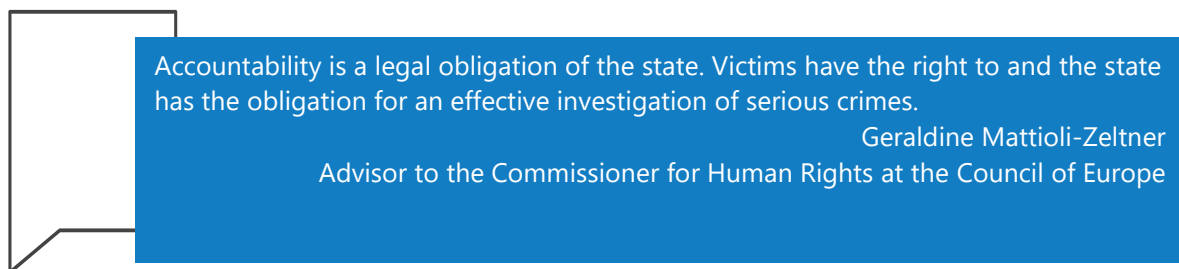 Accountability is a legal obligation of the state. Victims have the right to and the state
has the obligation for an effective investigation of serious crimes.
Geraldine Mattioli-Zeltner
Advisor to the Commissioner for Human Rights at the Council of Europe